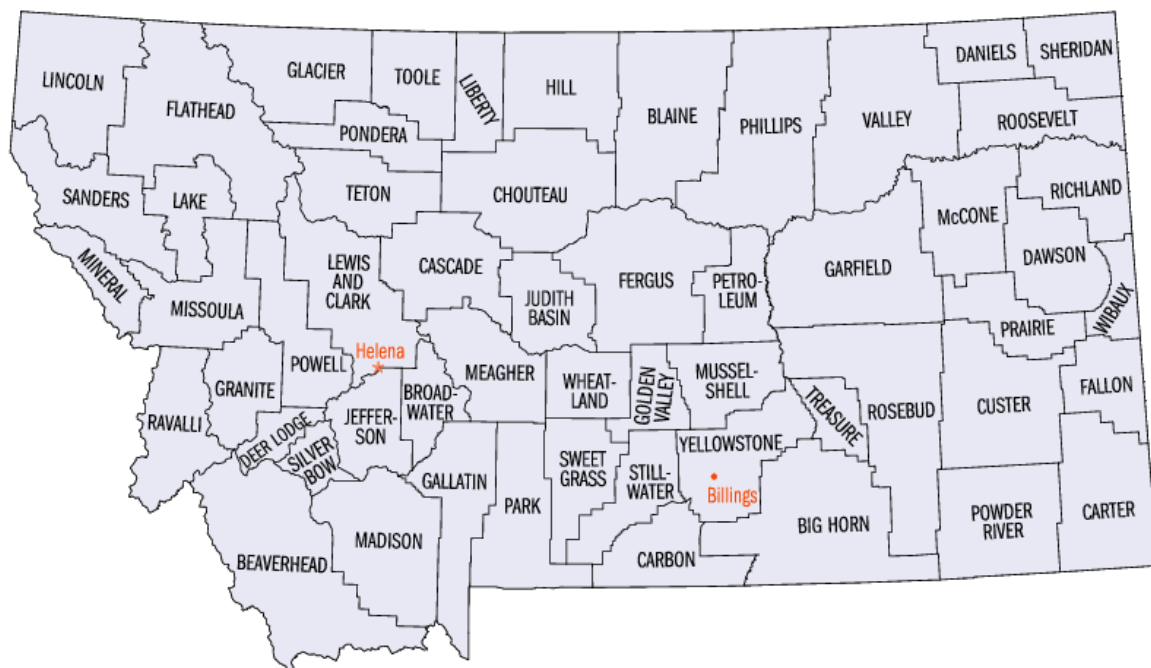 LINCOLN
FLATHEAD
GLACIER
TOOLE
LIBERTY
HILL
BLAINE
PHILLIPS
VALLEY
DANIELS
SHERIDAN
ROOSEVELT
PONDERA
SANDERS
LAKE
TETON
CHOUTEAU
McCONE
RICHLAND
MINERAL
MISSOULA
LEWIS
AND
CLARK
CASCADE
JUDITH
BASIN
FERGUS
PETRO-
LEUM
GARFIELD
DAWSON
WIBAUX
PRAIRIE
Helena
POWELL
GRANITE
RAVALLI
DEER LODGE
SILVER
BOW
JEFFER-
SON
BROAD-
WATER
MEAGHER
WHEAT-
LAND
GOLDEN
VALLEY
MUSSEL-
SHELL
TREASURE
ROSEBUD
CUSTER
FALLON
YELLOWSTONE
Billings
GALLATIN
PARK
SWEET
GRASS
STILL-
WATER
BEAVERHEAD
MADISON
CARBON
BIG HORN
POWDER
RIVER
CARTER